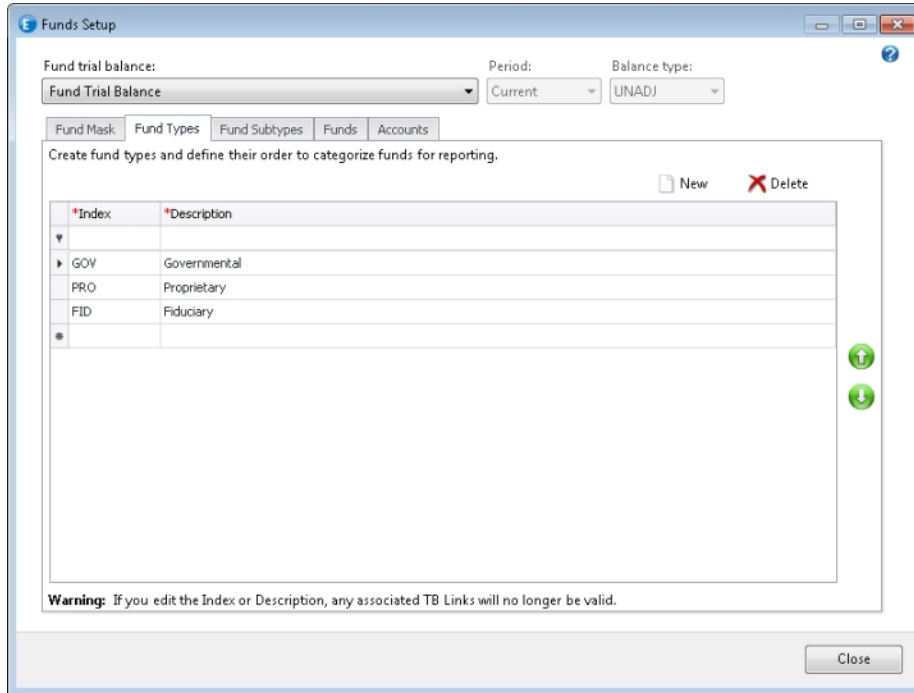 Funds Setup
Fund trial balance:
Period:
Balance type:
Fund Trial Balance
Current
UNADJ
Fund Mask
Fund Types
Fund Subtypes
Funds
Accounts
Create fund types and define their order to categorize funds for reporting.
New
Delete
*Index
*Description
GOV
Governmental
PRO
Proprietary
FID
Fiduciary
Warning: If you edit the Index or Description, any associated TB Links will no longer be valid.
Close